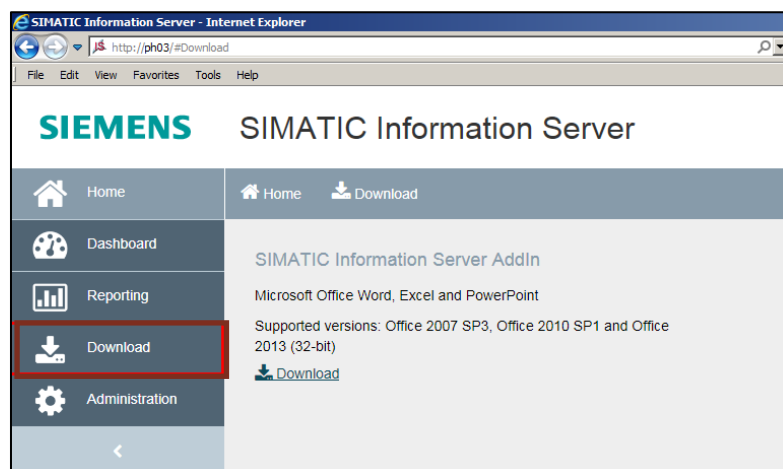 SIMATIC Information Server - Internet Explorer
http://ph03/#Download
File Edit View Favorites Tools Help
SIEMENS SIMATIC Information Server
Home
Home Download
Dashboard
SIMATIC Information Server AddIn
Reporting
Microsoft Office Word, Excel and PowerPoint
Supported versions: Office 2007 SP3, Office 2010 SP1 and Office
2013 (32-bit)
Download
Download
Administration